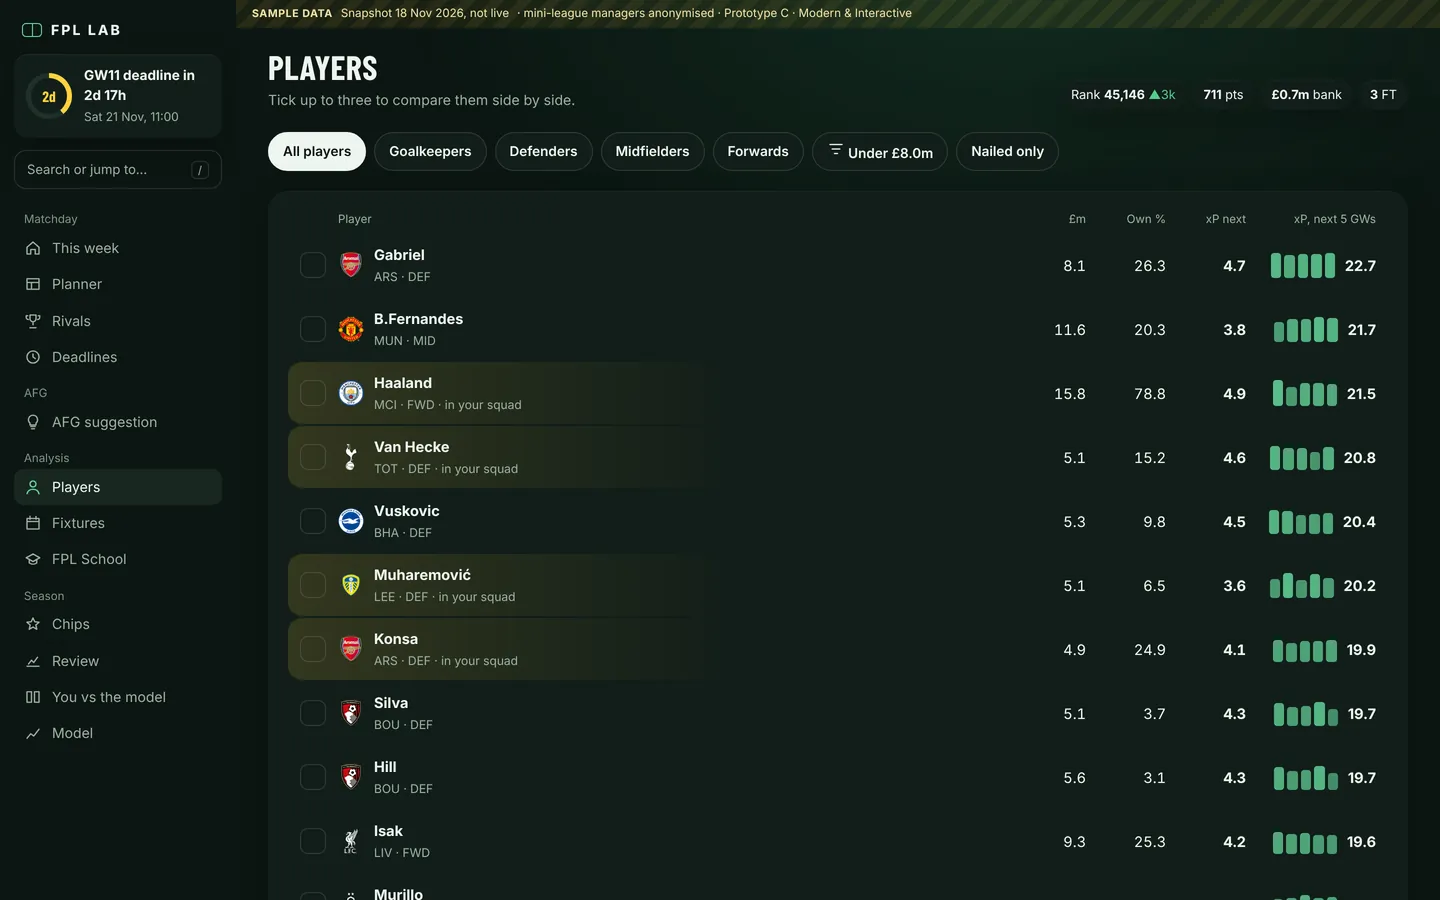 FPL LAB
GW11 deadline in
2d 17h
2d
Sat 21 Nov, 11:00
Search or jump to... /
Matchday
This week
Planner
Rivals
Deadlines
AFG
AFG suggestion
Analysis
Players
Fixtures
FPL School
Season
Chips
Review
You vs the model
Model
SAMPLE DATA Snapshot 18 Nov 2026, not live · mini-league managers anonymised · Prototype C · Modern & Interactive
PLAYERS
Tick up to three to compare them side by side.
Rank 45,146 ▲3k 711 pts £0.7m bank 3 FT
All players Goalkeepers Defenders Midfielders Forwards Under £8.0m Nailed only
Player £m Own % xP next xP, next 5 GWs
Gabriel
ARS · DEF
8.1 26.3 4.7 22.7
B.Fernandes
MUN · MID
11.6 20.3 3.8 21.7
Haaland
MCI · FWD · in your squad
15.8 78.8 4.9 21.5
Van Hecke
TOT · DEF · in your squad
5.1 15.2 4.6 20.8
Vuskovic
BHA · DEF
5.3 9.8 4.5 20.4
Muharemović
LEE · DEF · in your squad
5.1 6.5 3.6 20.2
Konsa
ARS · DEF · in your squad
4.9 24.9 4.1 19.9
Silva
BOU · DEF
5.1 3.7 4.3 19.7
Hill
BOU · DEF
5.6 3.1 4.3 19.7
Isak
LIV · FWD
9.3 25.3 4.2 19.6
Murillo